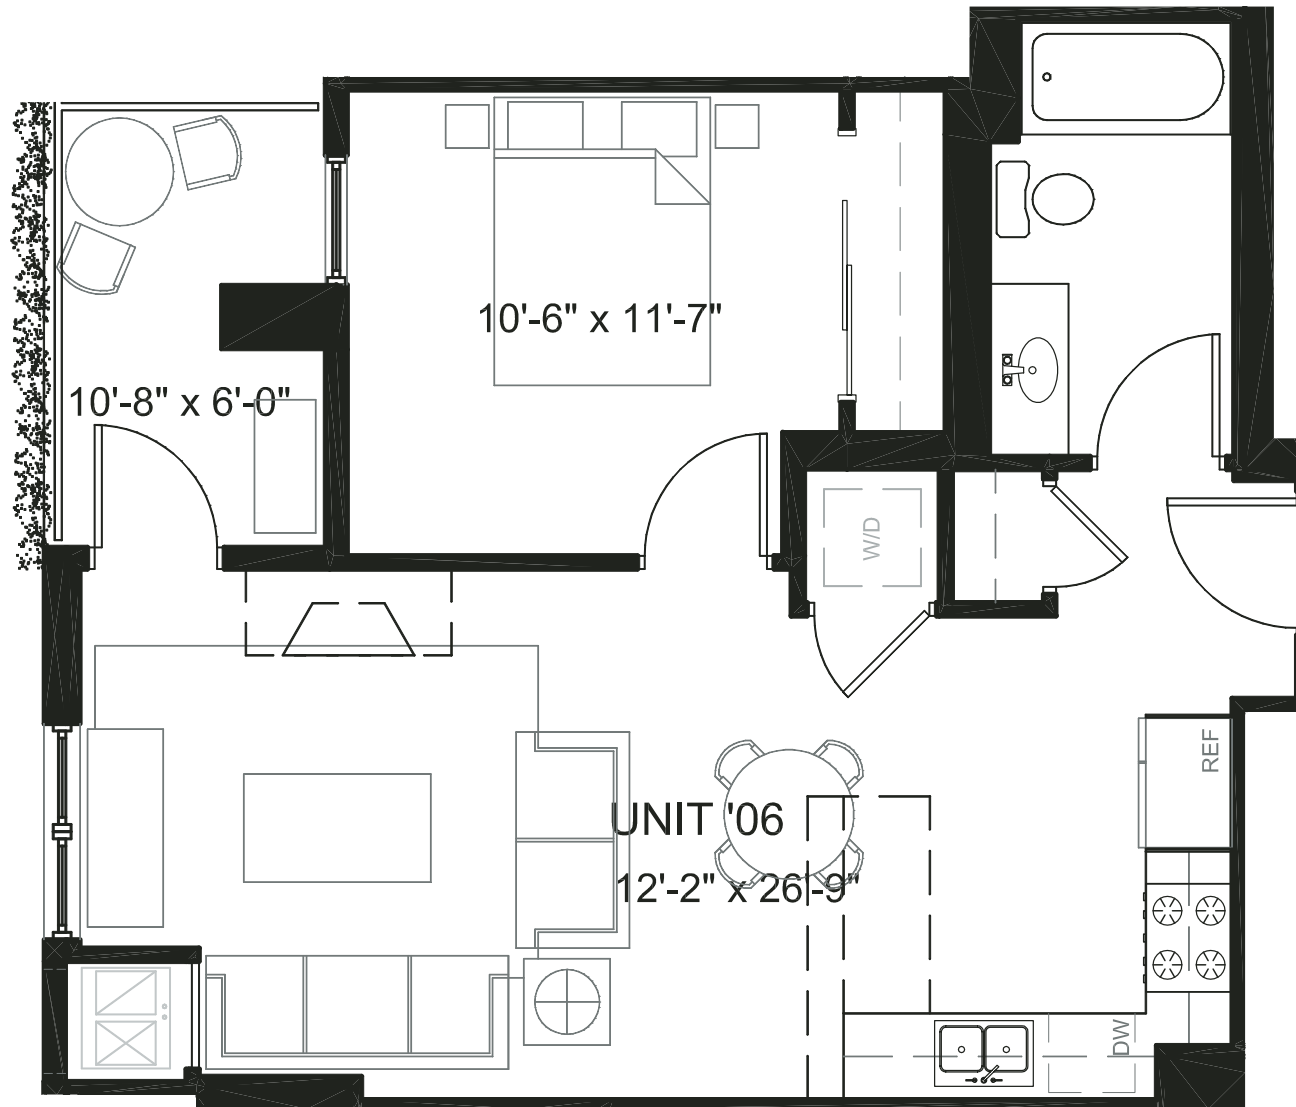 10'-6" x 11'-7"
10'-8" x 6'-0"
W/D
REF
UNIT '06
12'-2" x 26'-9"
DW